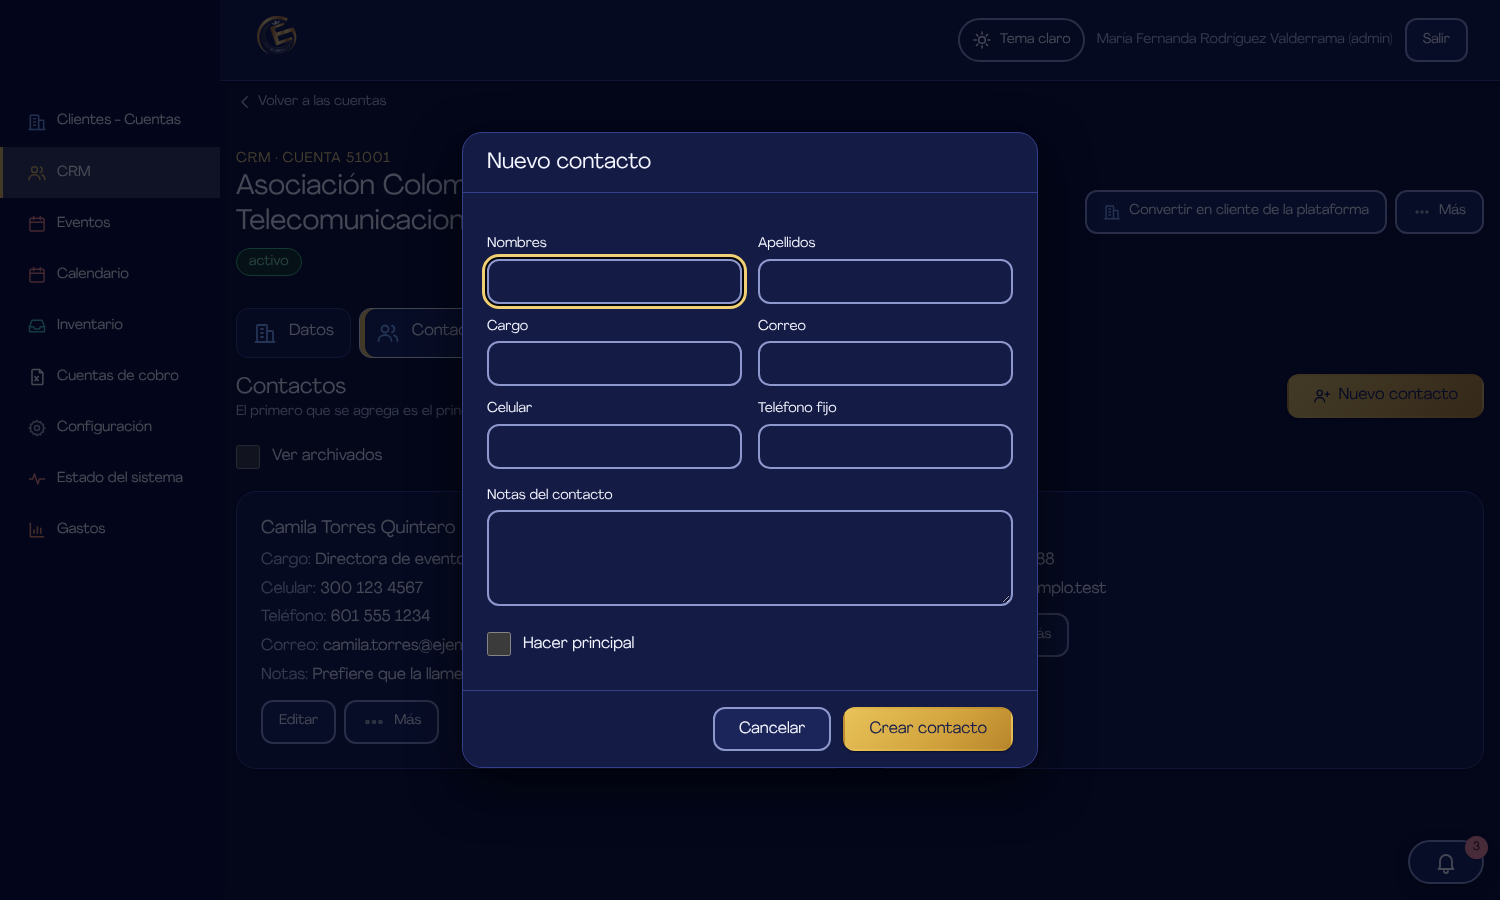 Tema claro
María Fernanda Rodríguez Valderrama (admin)
Salir
Clientes - Cuentas
CRM
Eventos
Calendario
Inventario
Cuentas de cobro
Configuración
Estado del sistema
Gastos
Volver a las cuentas
CRM · CUENTA 51001
Asociación Colom
Telecomunicacion
activo
Convertir en cliente de la plataforma
Más
Datos
Contac
Contactos
El primero que se agrega es el prin
Nuevo contacto
Ver archivados
Camila Torres Quintero
Cargo: Directora de evento
Celular: 300 123 4567
Teléfono: 601 555 1234
Correo: camila.torres@ejem
Notas: Prefiere que la llame
Editar
Más
88
mplo.test
ás
Nuevo contacto
Nombres
Apellidos
Cargo
Correo
Celular
Teléfono fijo
Notas del contacto
Hacer principal
Cancelar
Crear contacto
3